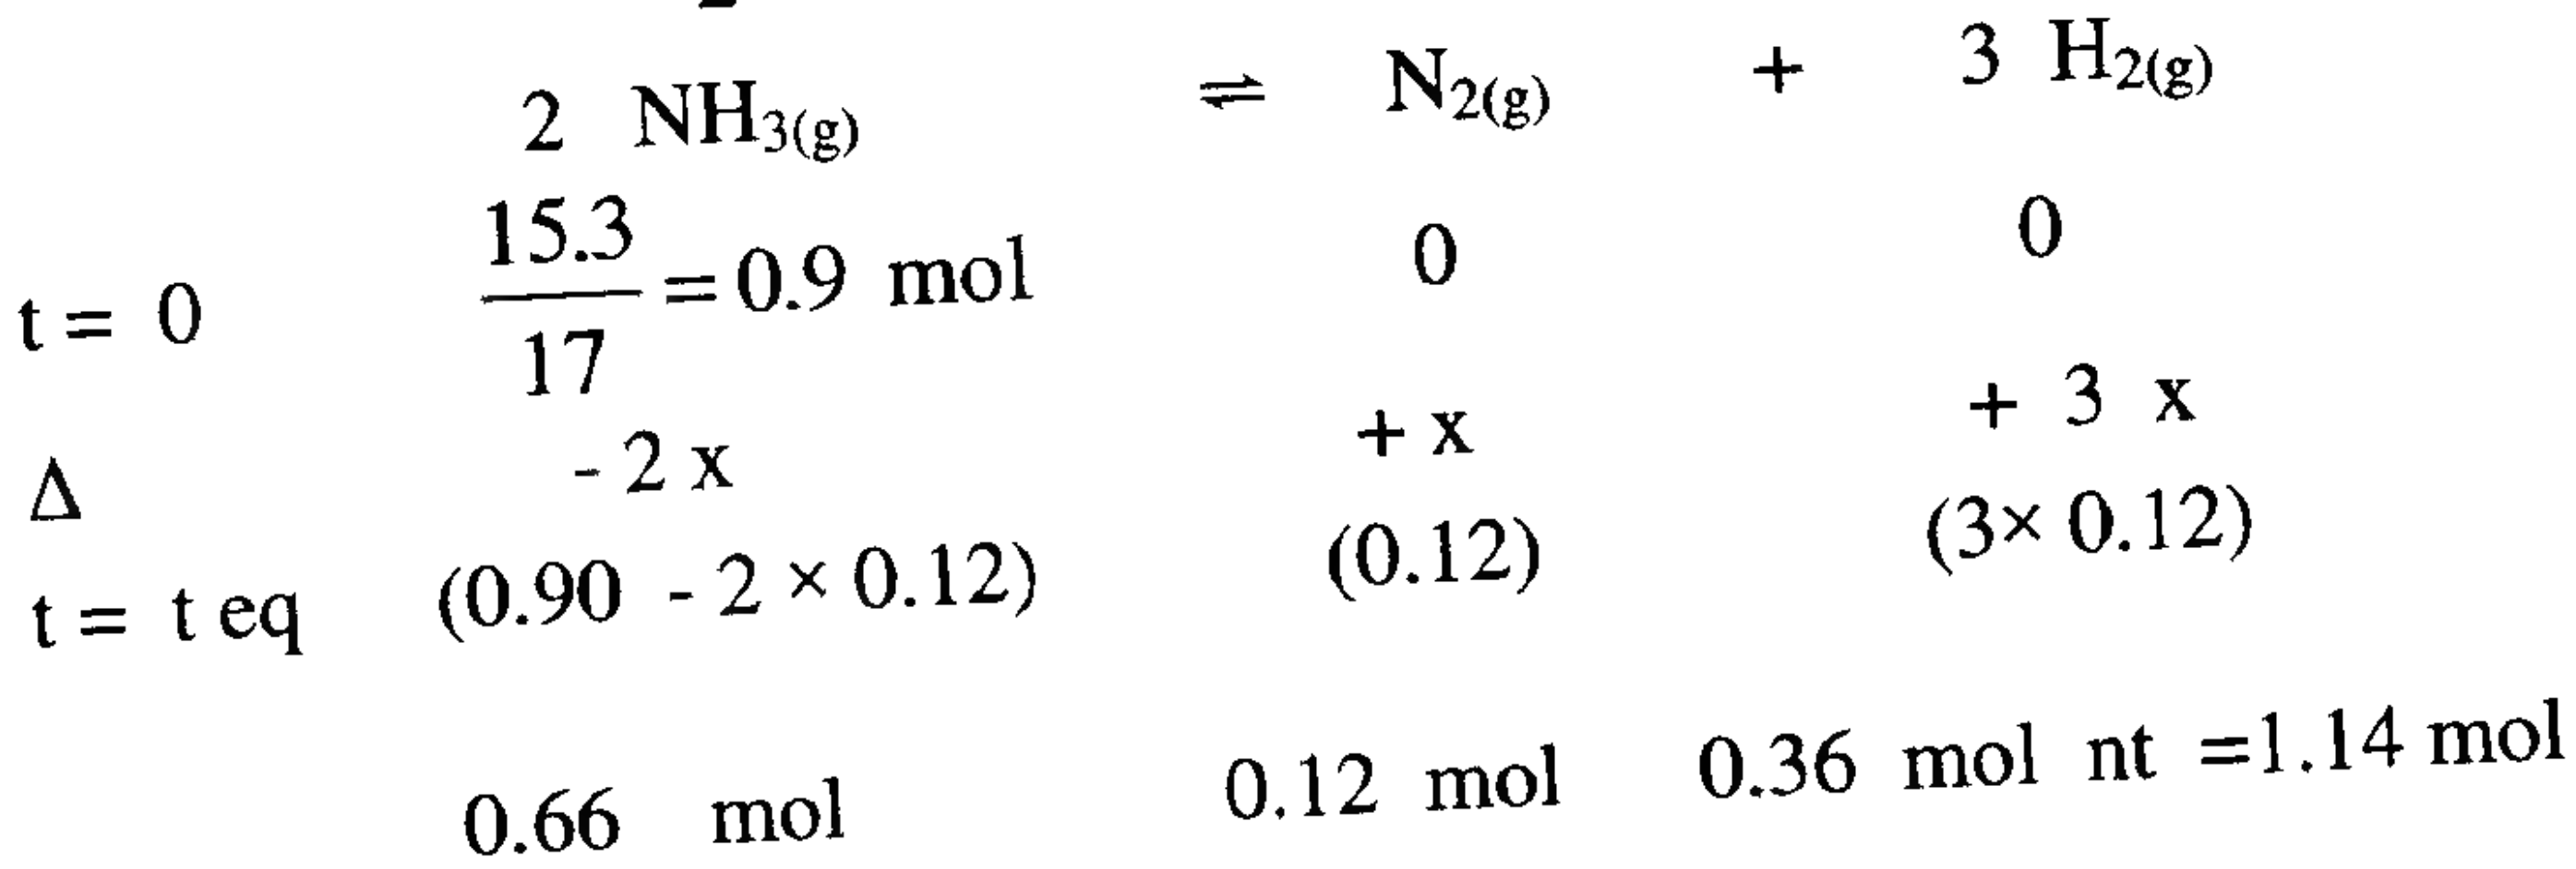 2 NH3(g) ⇌ N2(g) + 3 H2(g)
t = 0 15.3/17 = 0.9 mol 0 0
Δ - 2 x + x + 3 x
t = t eq (0.90 - 2 × 0.12) (0.12) (3× 0.12)
0.66 mol 0.12 mol 0.36 mol nt =1.14 mol